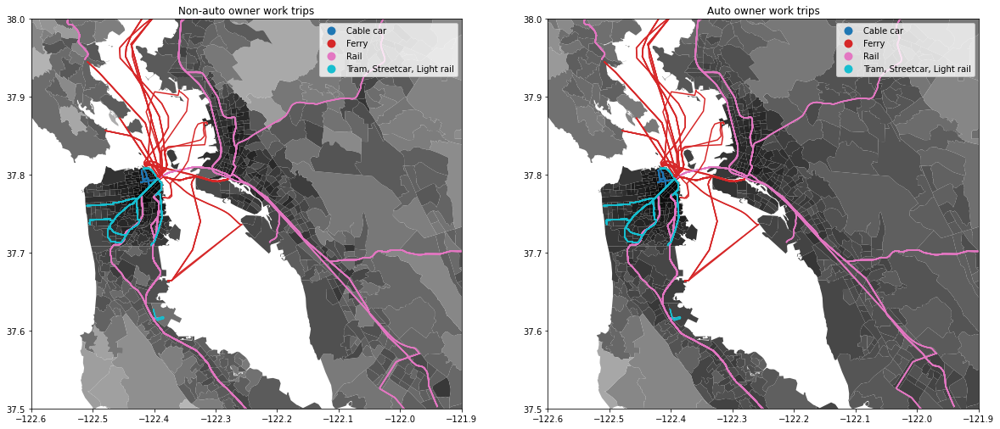 Non-auto owner work trips
Cable car
Ferry
Rail
Tram, Streetcar, Light rail
38.0
37.9
37.8
37.7
37.6
37.5
−122.6
−122.5
−122.4
−122.3
−122.2
−122.1
−122.0
−121.9
Auto owner work trips
Cable car
Ferry
Rail
Tram, Streetcar, Light rail
38.0
37.9
37.8
37.7
37.6
37.5
−122.6
−122.5
−122.4
−122.3
−122.2
−122.1
−122.0
−121.9